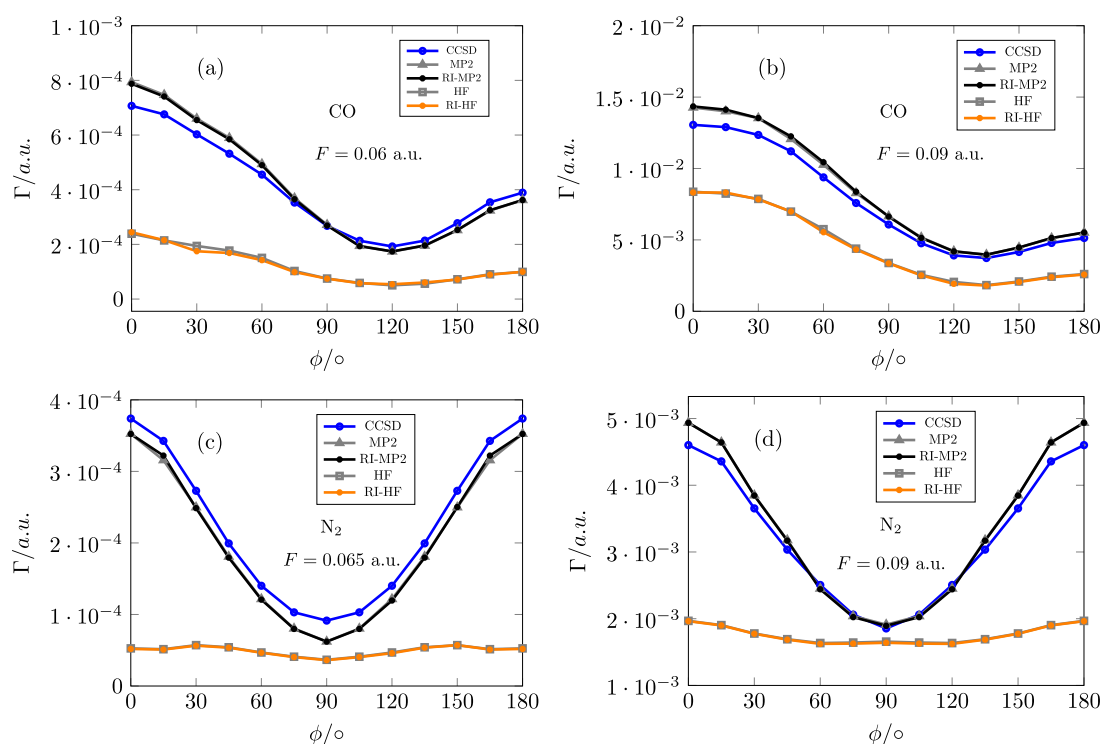 1 · 10⁻³
8 · 10⁻⁴
6 · 10⁻⁴
4 · 10⁻⁴
2 · 10⁻⁴
0
Γ/a.u.
(a)
CCSD
MP2
RI-MP2
HF
RI-HF
CO
F = 0.06 a.u.
0 30 60 90 120 150 180
ϕ/∘
2 · 10⁻²
1.5 · 10⁻²
1 · 10⁻²
5 · 10⁻³
0
Γ/a.u.
(b)
CCSD
MP2
RI-MP2
HF
RI-HF
CO
F = 0.09 a.u.
0 30 60 90 120 150 180
ϕ/∘
4 · 10⁻⁴
3 · 10⁻⁴
2 · 10⁻⁴
1 · 10⁻⁴
0
Γ/a.u.
(c)
CCSD
MP2
RI-MP2
HF
RI-HF
N₂
F = 0.065 a.u.
0 30 60 90 120 150 180
ϕ/∘
5 · 10⁻³
4 · 10⁻³
3 · 10⁻³
2 · 10⁻³
1 · 10⁻³
Γ/a.u.
(d)
CCSD
MP2
RI-MP2
HF
RI-HF
N₂
F = 0.09 a.u.
0 30 60 90 120 150 180
ϕ/∘